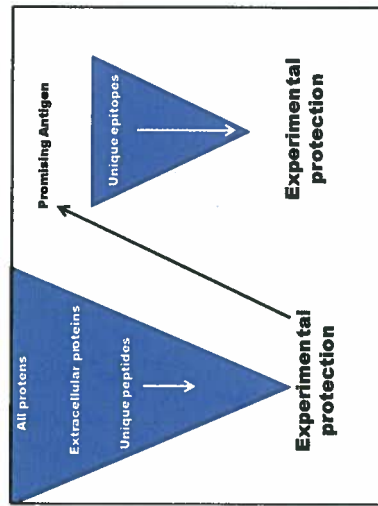 All protens
Extracellular proteins
Unique peptides
Experimental
protection
Promising Antigen
Unique epitopes
Experimental
protection